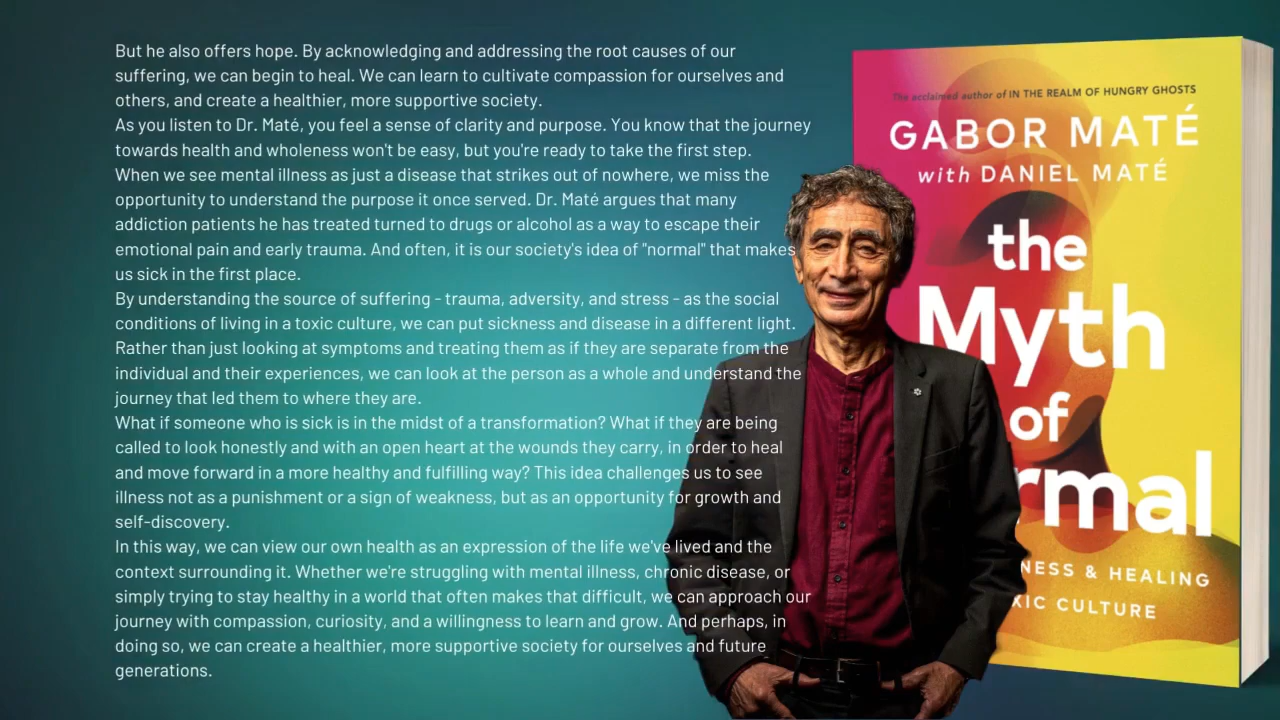 But he also offers hope. By acknowledging and addressing the root causes of our
suffering, we can begin to heal. We can learn to cultivate compassion for ourselves and
others, and create a healthier, more supportive society.
As you listen to Dr. Maté, you feel a sense of clarity and purpose. You know that the journey
towards health and wholeness won't be easy, but you're ready to take the first step.
When we see mental illness as just a disease that strikes out of nowhere, we miss the
opportunity to understand the purpose it once served. Dr. Maté argues that many
addiction patients he has treated turned to drugs or alcohol as a way to escape their
emotional pain and early trauma. And often, it is our society's idea of "normal" that makes
us sick in the first place.
By understanding the source of suffering - trauma, adversity, and stress - as the social
conditions of living in a toxic culture, we can put sickness and disease in a different light.
Rather than just looking at symptoms and treating them as if they are separate from the
individual and their experiences, we can look at the person as a whole and understand the
journey that led them to where they are.
What if someone who is sick is in the midst of a transformation? What if they are being
called to look honestly and with an open heart at the wounds they carry, in order to heal
and move forward in a more healthy and fulfilling way? This idea challenges us to see
illness not as a punishment or a sign of weakness, but as an opportunity for growth and
self-discovery.
In this way, we can view our own health as an expression of the life we've lived and the
context surrounding it. Whether we're struggling with mental illness, chronic disease, or
simply trying to stay healthy in a world that often makes that difficult, we can approach our
journey with compassion, curiosity, and a willingness to learn and grow. And perhaps, in
doing so, we can create a healthier, more supportive society for ourselves and future
generations.
The acclaimed author of IN THE REALM OF HUNGRY GHOSTS
GABOR MATÉ
with DANIEL MATÉ
the
Myth
of
rmal
NESS & HEALING
XIC CULTURE